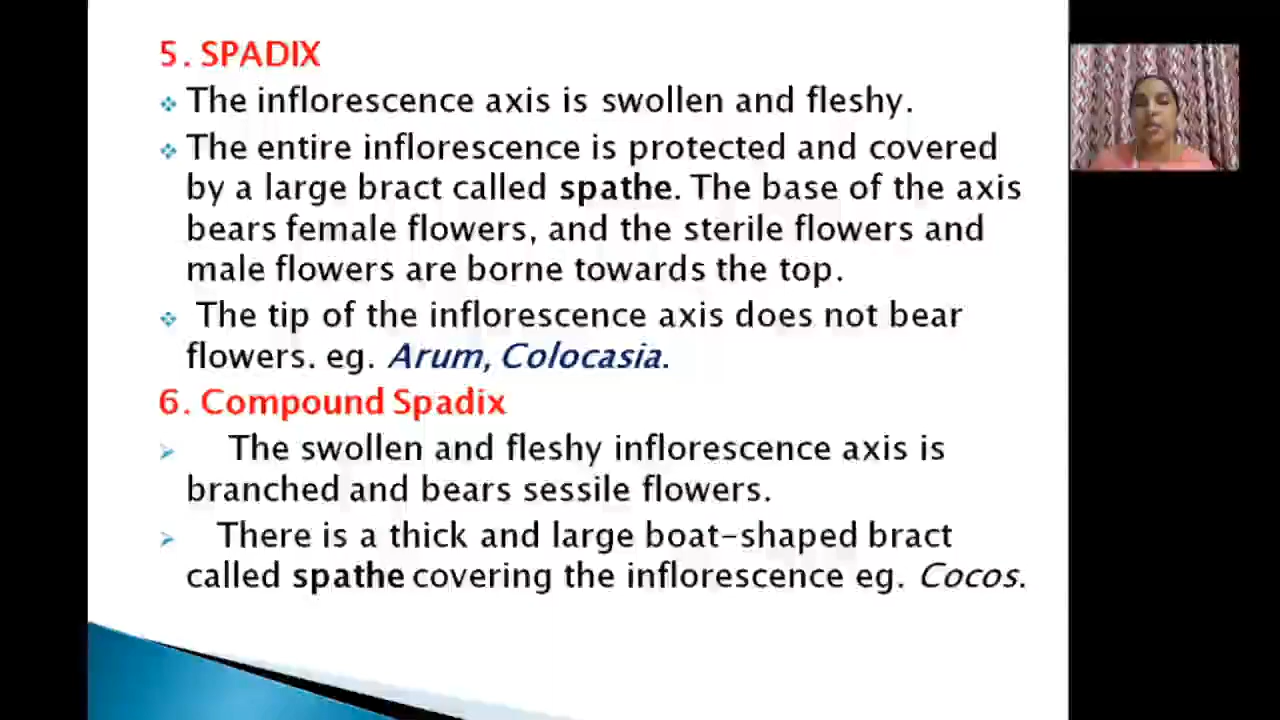 5. SPADIX
The inflorescence axis is swollen and fleshy.
The entire inflorescence is protected and covered
by a large bract called spathe. The base of the axis
bears female flowers, and the sterile flowers and
male flowers are borne towards the top.
The tip of the inflorescence axis does not bear
flowers. eg. Arum, Colocasia.
6. Compound Spadix
The swollen and fleshy inflorescence axis is
branched and bears sessile flowers.
There is a thick and large boat-shaped bract
called spathe covering the inflorescence eg. Cocos.